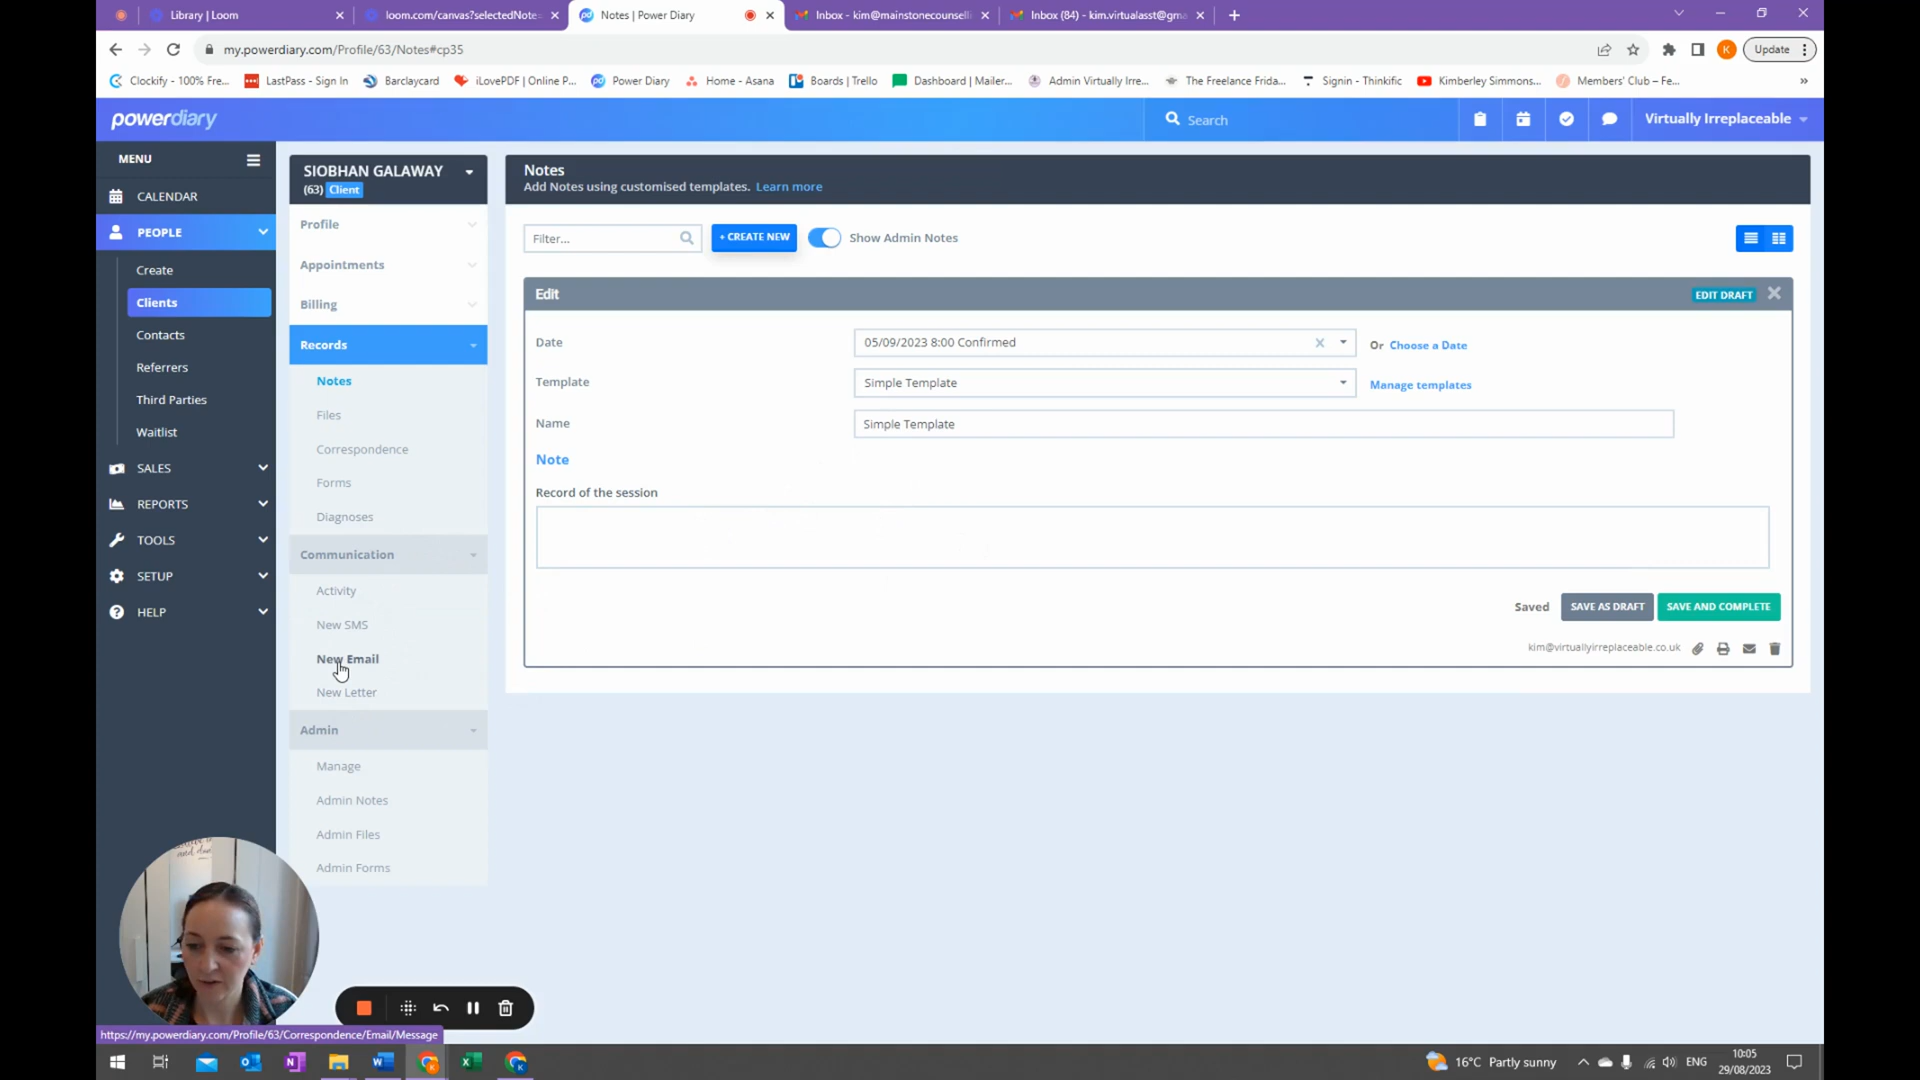 Library | Loom
loom.com/canvas?selectedNote
Notes | Power Diary
Inbox - kim@mainstonecounselli
Inbox (84) - kim.virtualasst@gma
my.powerdiary.com/Profile/63/Notes#cp35
Update
Clockify - 100% Fre...
LastPass - Sign In
Barclaycard
iLovePDF | Online P...
Power Diary
Home - Asana
Boards | Trello
Dashboard | Mailer...
Admin Virtually Irre...
The Freelance Frida...
Signin - Thinkific
Kimberley Simmons...
Members' Club – Fe...
»
powerdiary
Search
Virtually Irreplaceable
MENU
CALENDAR
PEOPLE
Create
Clients
Contacts
Referrers
Third Parties
Waitlist
SALES
REPORTS
TOOLS
SETUP
HELP
SIOBHAN GALAWAY
(63) Client
Profile
Appointments
Billing
Records
Notes
Files
Correspondence
Forms
Diagnoses
Communication
Activity
New SMS
New Email
New Letter
Admin
Manage
Admin Notes
Admin Files
Admin Forms
Notes
Add Notes using customised templates. Learn more
Filter...
+ CREATE NEW
Show Admin Notes
Edit
EDIT DRAFT
Date
05/09/2023 8:00 Confirmed
Or Choose a Date
Template
Simple Template
Manage templates
Name
Simple Template
Note
Record of the session
Saved
SAVE AS DRAFT
SAVE AND COMPLETE
kim@virtuallyirreplaceable.co.uk
and
https://my.powerdiary.com/Profile/63/Correspondence/Email/Message
16°C Partly sunny
ENG
10:05
29/08/2023